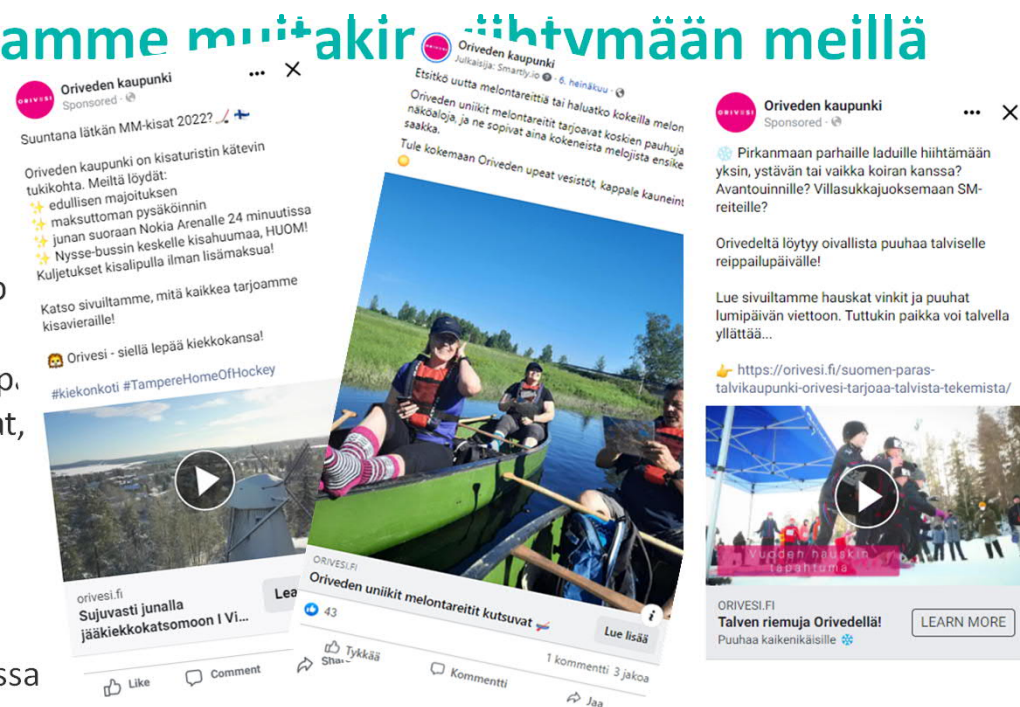 amme muitakin viihtymään meillä
at,
ssa
ORIVESI
Oriveden kaupunki
Sponsored
Suuntana lätkän MM-kisat 2022?
Oriveden kaupunki on kisaturistin kätevin
tukikohta. Meiltä löydät:
edullisen majoituksen
maksuttoman pysäköinnin
junan suoraan Nokia Arenalle 24 minuutissa
Nysse-bussin keskelle kisahuumaa, HUOM!
Kuljetukset kisalipulla ilman lisämaksua!
Katso sivuiltamme, mitä kaikkea tarjoamme
kisavieraille!
Orivesi - siellä lepää kiekkokansa!
#kiekonkoti #TampereHomeOfHockey
orivesi.fi
Sujuvasti junalla
jääkiekkokatsomoon I Vi...
Lea
Like Comment Share
Oriveden kaupunki
Julkaisija: Smartly.io · 6. heinäkuu ·
Etsitkö uutta melontareittiä tai haluatko kokeilla melon
Oriveden uniikit melontareitit tarjoavat koskien pauhuja
näköaloja, ja ne sopivat aina kokeneista melojista ensike
saakka.
Tule kokemaan Oriveden upeat vesistöt, kappale kauneint
ORIVESI.FI
Oriveden uniikit melontareitit kutsuvat
Lue lisää
43
1 kommentti 3 jakoa
Tykkää Kommentti Jaa
ORIVESI
Oriveden kaupunki
Sponsored
Pirkanmaan parhaille laduille hiihtämään
yksin, ystävän tai vaikka koiran kanssa?
Avantouinnille? Villasukkajuoksemaan SM-
reiteille?
Orivedeltä löytyy oivallista puuhaa talviselle
reippailupäivälle!
Lue sivuiltamme hauskat vinkit ja puuhat
lumipäivän viettoon. Tuttukin paikka voi talvella
yllättää...
https://orivesi.fi/suomen-paras-
talvikaupunki-orivesi-tarjoaa-talvista-tekemista/
Vuoden hauskin
tapahtuma
ORIVESI.FI
Talven riemuja Orivedellä!
Puuhaa kaikenikäisille
LEARN MORE